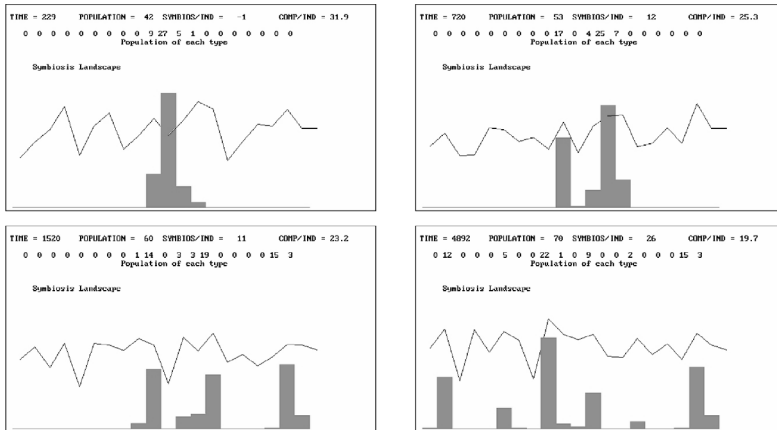 TIME = 229 POPULATION = 42 SYMBIOS/IND = -1 COMP/IND = 31.9
0 0 0 0 0 0 0 0 0 9 27 5 1 0 0 0 0 0 0 0
Population of each type
Symbiosis Landscape
TIME = 720 POPULATION = 53 SYMBIOS/IND = 12 COMP/IND = 25.3
0 0 0 0 0 0 0 0 0 17 0 4 25 7 0 0 0 0 0 0
Population of each type
Symbiosis Landscape
TIME = 1520 POPULATION = 60 SYMBIOS/IND = 11 COMP/IND = 23.2
0 0 0 0 0 0 0 0 1 14 0 3 3 19 0 0 0 0 15 3
Population of each type
Symbiosis Landscape
TIME = 4892 POPULATION = 70 SYMBIOS/IND = 26 COMP/IND = 19.7
0 12 0 0 0 5 0 0 22 1 0 9 0 0 2 0 0 0 15 3
Population of each type
Symbiosis Landscape